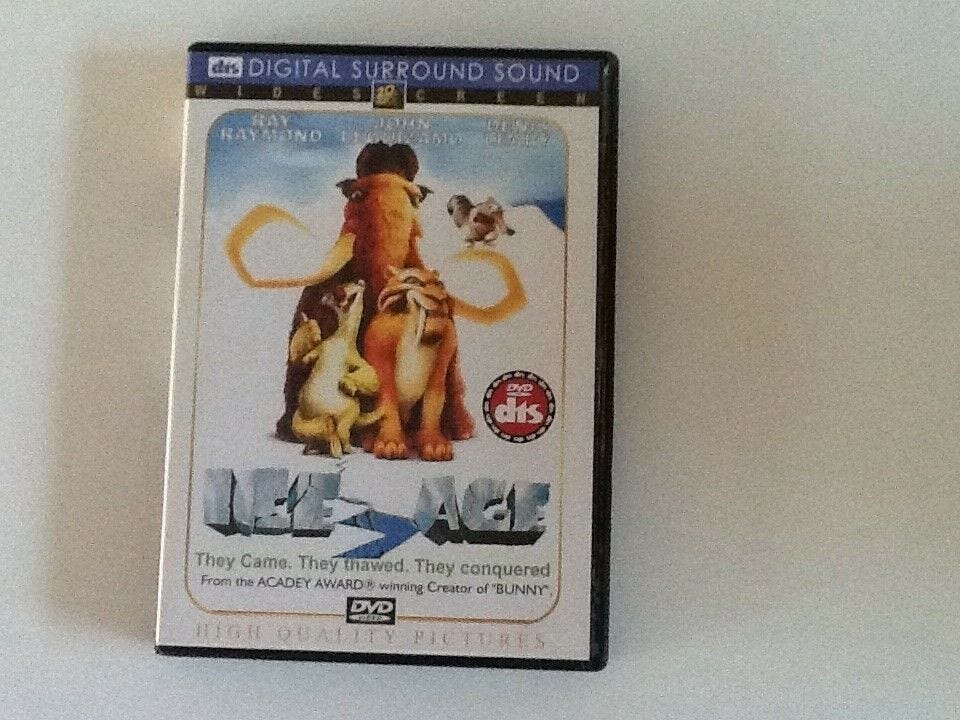 dts DIGITAL SURROUND SOUND
WIDESCREEN
RAY RAYMOND
JOHN LEGUIZAMO
DENIS LEARY
DVD
dts
ICE AGE
They Came. They thawed. They conquered
From the ACADEY AWARD® winning Creator of "BUNNY".
DVD
HIGH QUALITY PICTURES